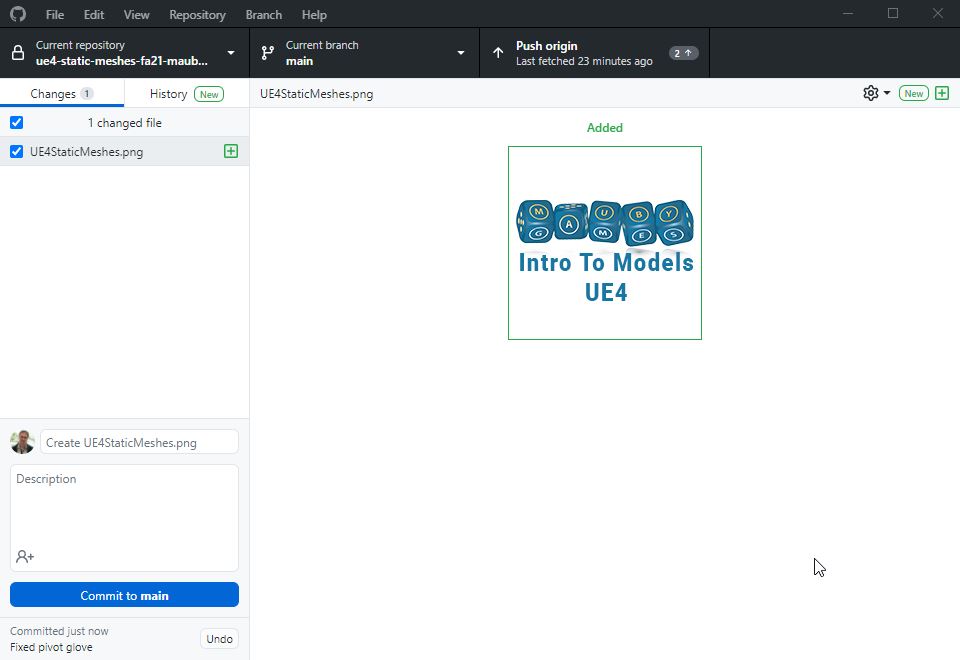 File Edit View Repository Branch Help
Current repository
ue4-static-meshes-fa21-maub...
Current branch
main
Push origin
Last fetched 23 minutes ago
2
Changes 1
History New
UE4StaticMeshes.png
New
1 changed file
UE4StaticMeshes.png
Added
M A U B Y
G M E S
Intro To Models
UE4
Create UE4StaticMeshes.png
Description
Commit to main
Committed just now
Fixed pivot glove
Undo